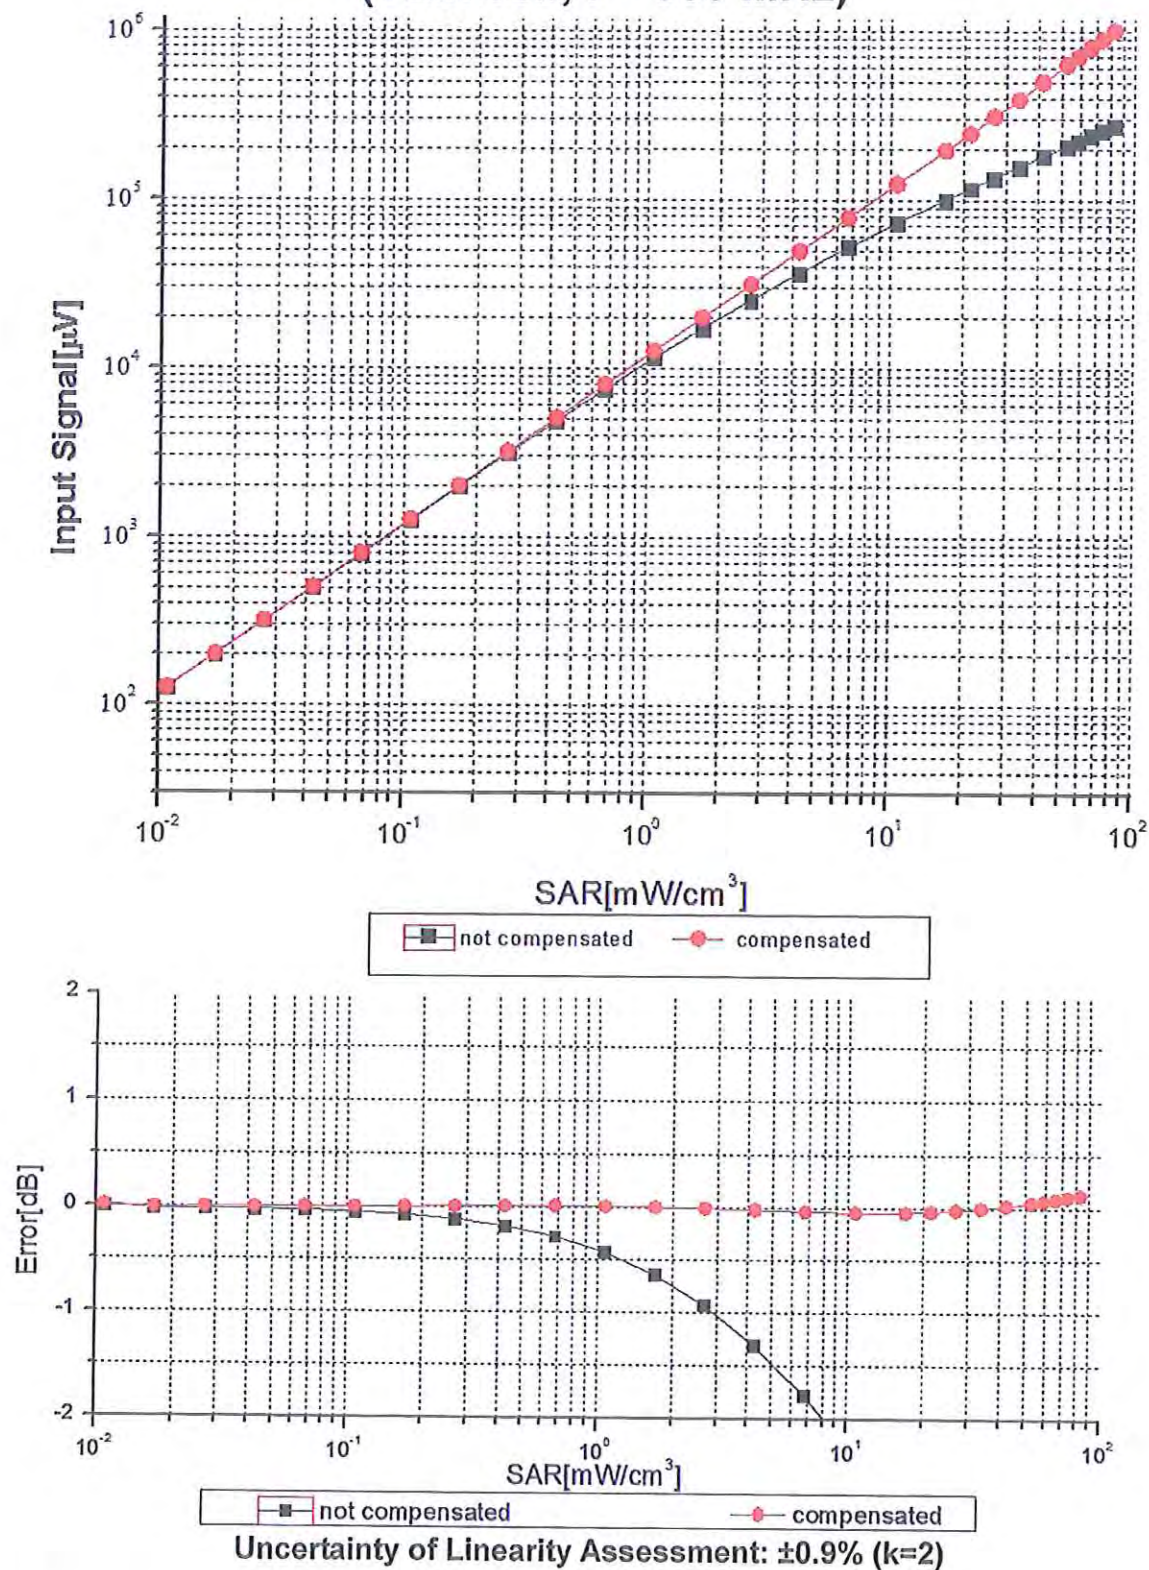 10⁶
10⁵
10⁴
10³
10²
Input Signal[µV]
10⁻² 10⁻¹ 10⁰ 10¹ 10²
SAR[mW/cm³]
not compensated compensated
2
1
0
-1
-2
Error[dB]
10⁻² 10⁻¹ 10⁰ 10¹ 10²
SAR[mW/cm³]
not compensated compensated
Uncertainty of Linearity Assessment: ±0.9% (k=2)